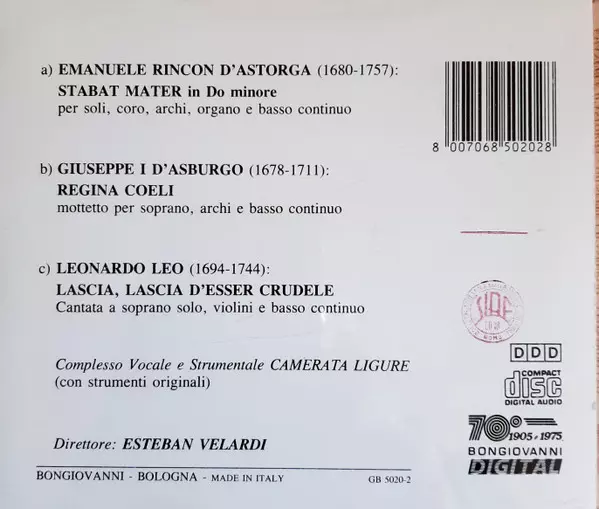 a) EMANUELE RINCON D'ASTORGA (1680-1757):
STABAT MATER in Do minore
per soli, coro, archi, organo e basso continuo
8 007068 502028
b) GIUSEPPE I D'ASBURGO (1678-1711):
REGINA COELI
mottetto per soprano, archi e basso continuo
c) LEONARDO LEO (1694-1744):
LASCIA, LASCIA D'ESSER CRUDELE
Cantata a soprano solo, violini e basso continuo
SIAE
Complesso Vocale e Strumentale CAMERATA LIGURE
(con strumenti originali)
DDD
COMPACT
disc
DIGITAL AUDIO
70° 1905-1975
BONGIOVANNI
DIGITAL
Direttore: ESTEBAN VELARDI
BONGIOVANNI - BOLOGNA - MADE IN ITALY GB 5020-2